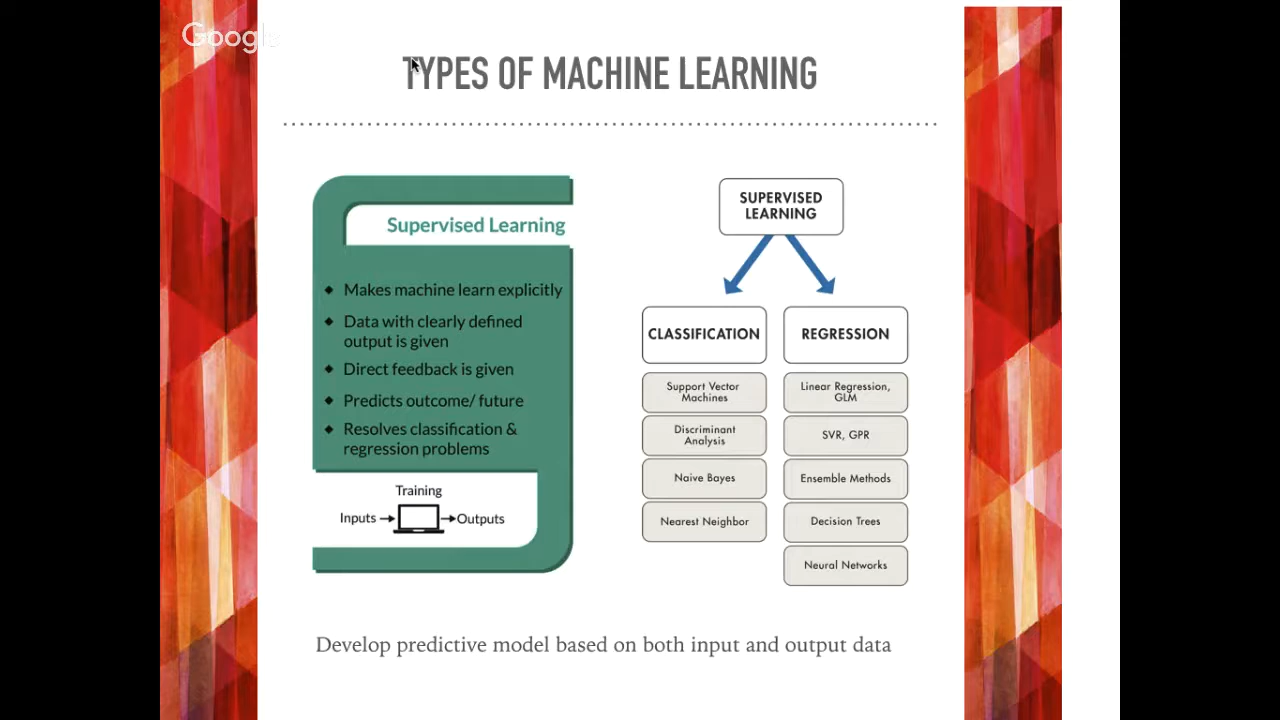 Google
TYPES OF MACHINE LEARNING
Supervised Learning
Makes machine learn explicitly
Data with clearly defined
output is given
Direct feedback is given
Predicts outcome/ future
Resolves classification &
regression problems
Training
Inputs
Outputs
SUPERVISED
LEARNING
CLASSIFICATION
Support Vector
Machines
Discriminant
Analysis
Naive Bayes
Nearest Neighbor
REGRESSION
Linear Regression,
GLM
SVR, GPR
Ensemble Methods
Decision Trees
Neural Networks
Develop predictive model based on both input and output data